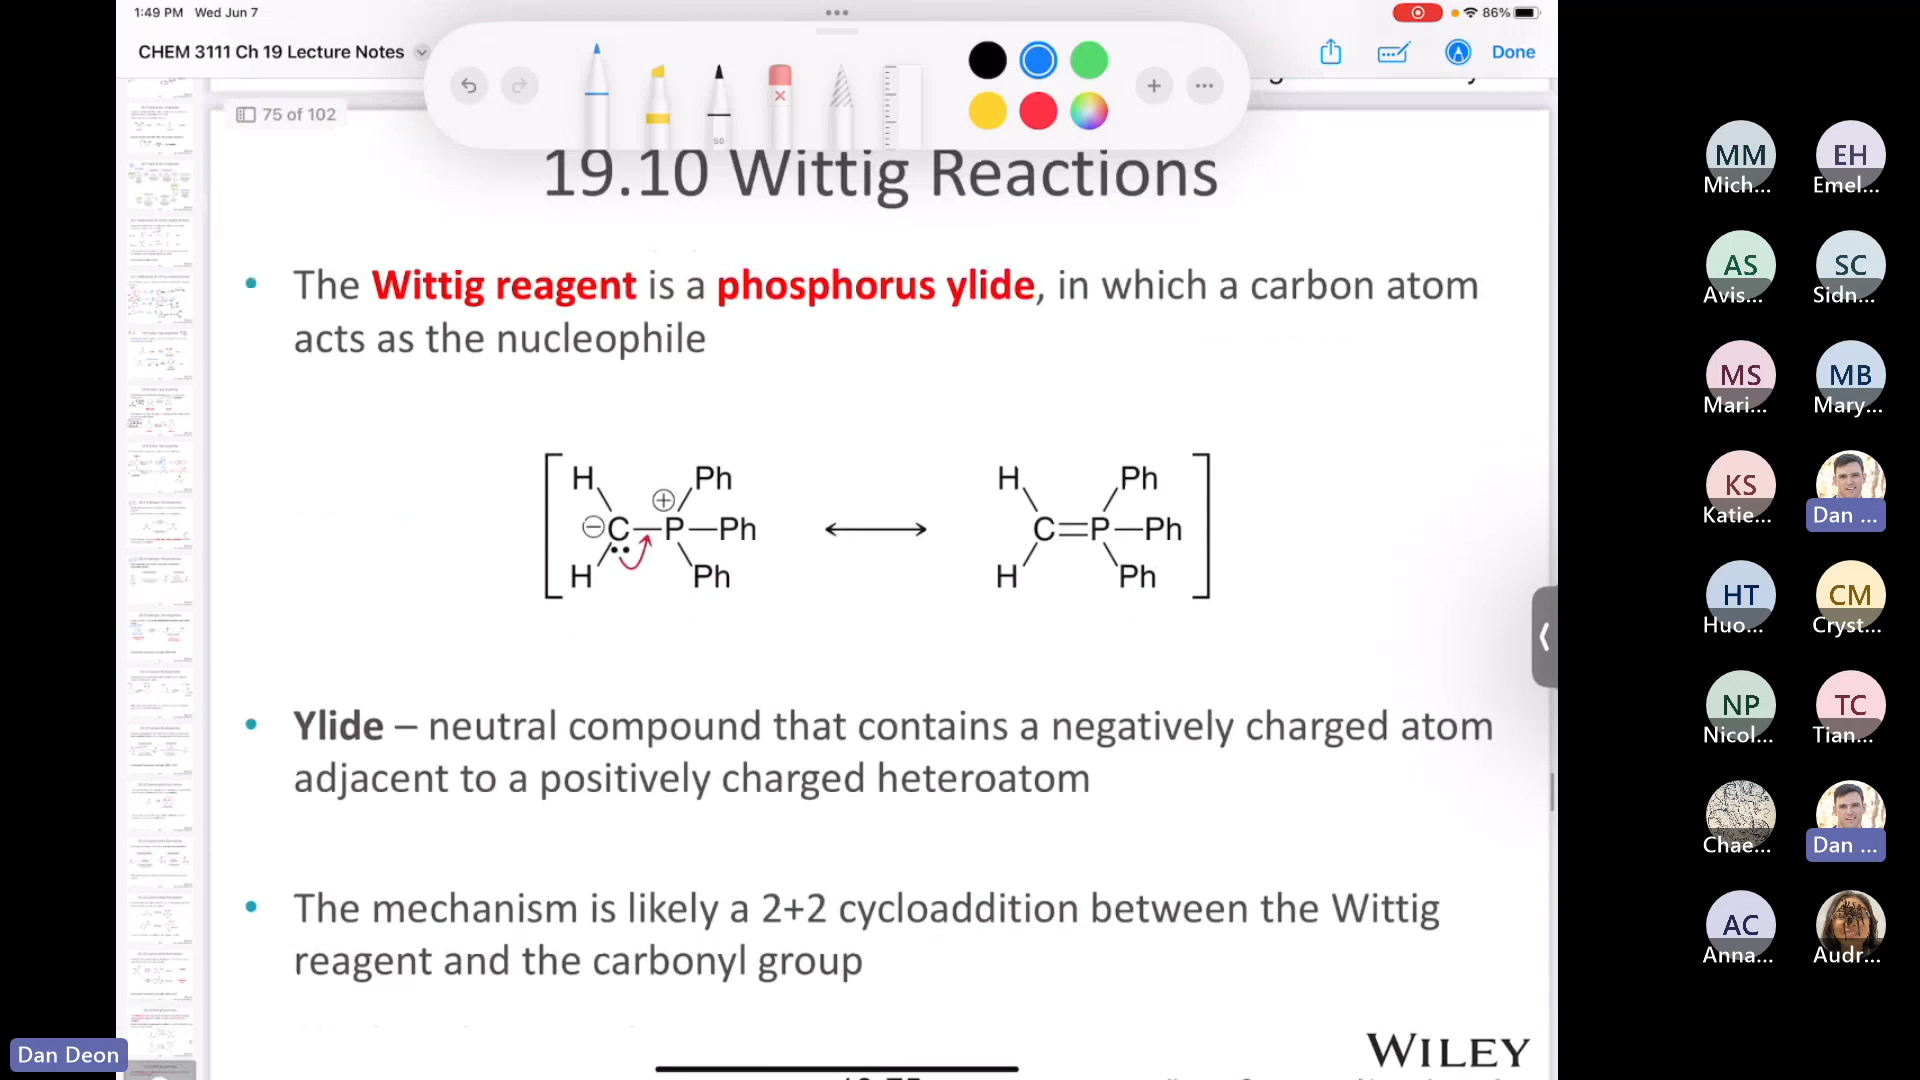 1:49 PM Wed Jun 7
86%
CHEM 3111 Ch 19 Lecture Notes
Done
50
75 of 102
19.10 Wittig Reactions
• The Wittig reagent is a phosphorus ylide, in which a carbon atom
acts as the nucleophile
H Ph H Ph
⊖C—P⊕—Ph ⟷ C=P—Ph
H Ph H Ph
• Ylide – neutral compound that contains a negatively charged atom
adjacent to a positively charged heteroatom
• The mechanism is likely a 2+2 cycloaddition between the Wittig
reagent and the carbonyl group
WILEY
MM EH
Mich... Emel...
AS SC
Avis... Sidn...
MS MB
Mari... Mary...
KS
Katie... Dan ...
HT CM
Huo... Cryst...
NP TC
Nicol... Tian...
Chae... Dan ...
AC
Anna... Audr...
Dan Deon